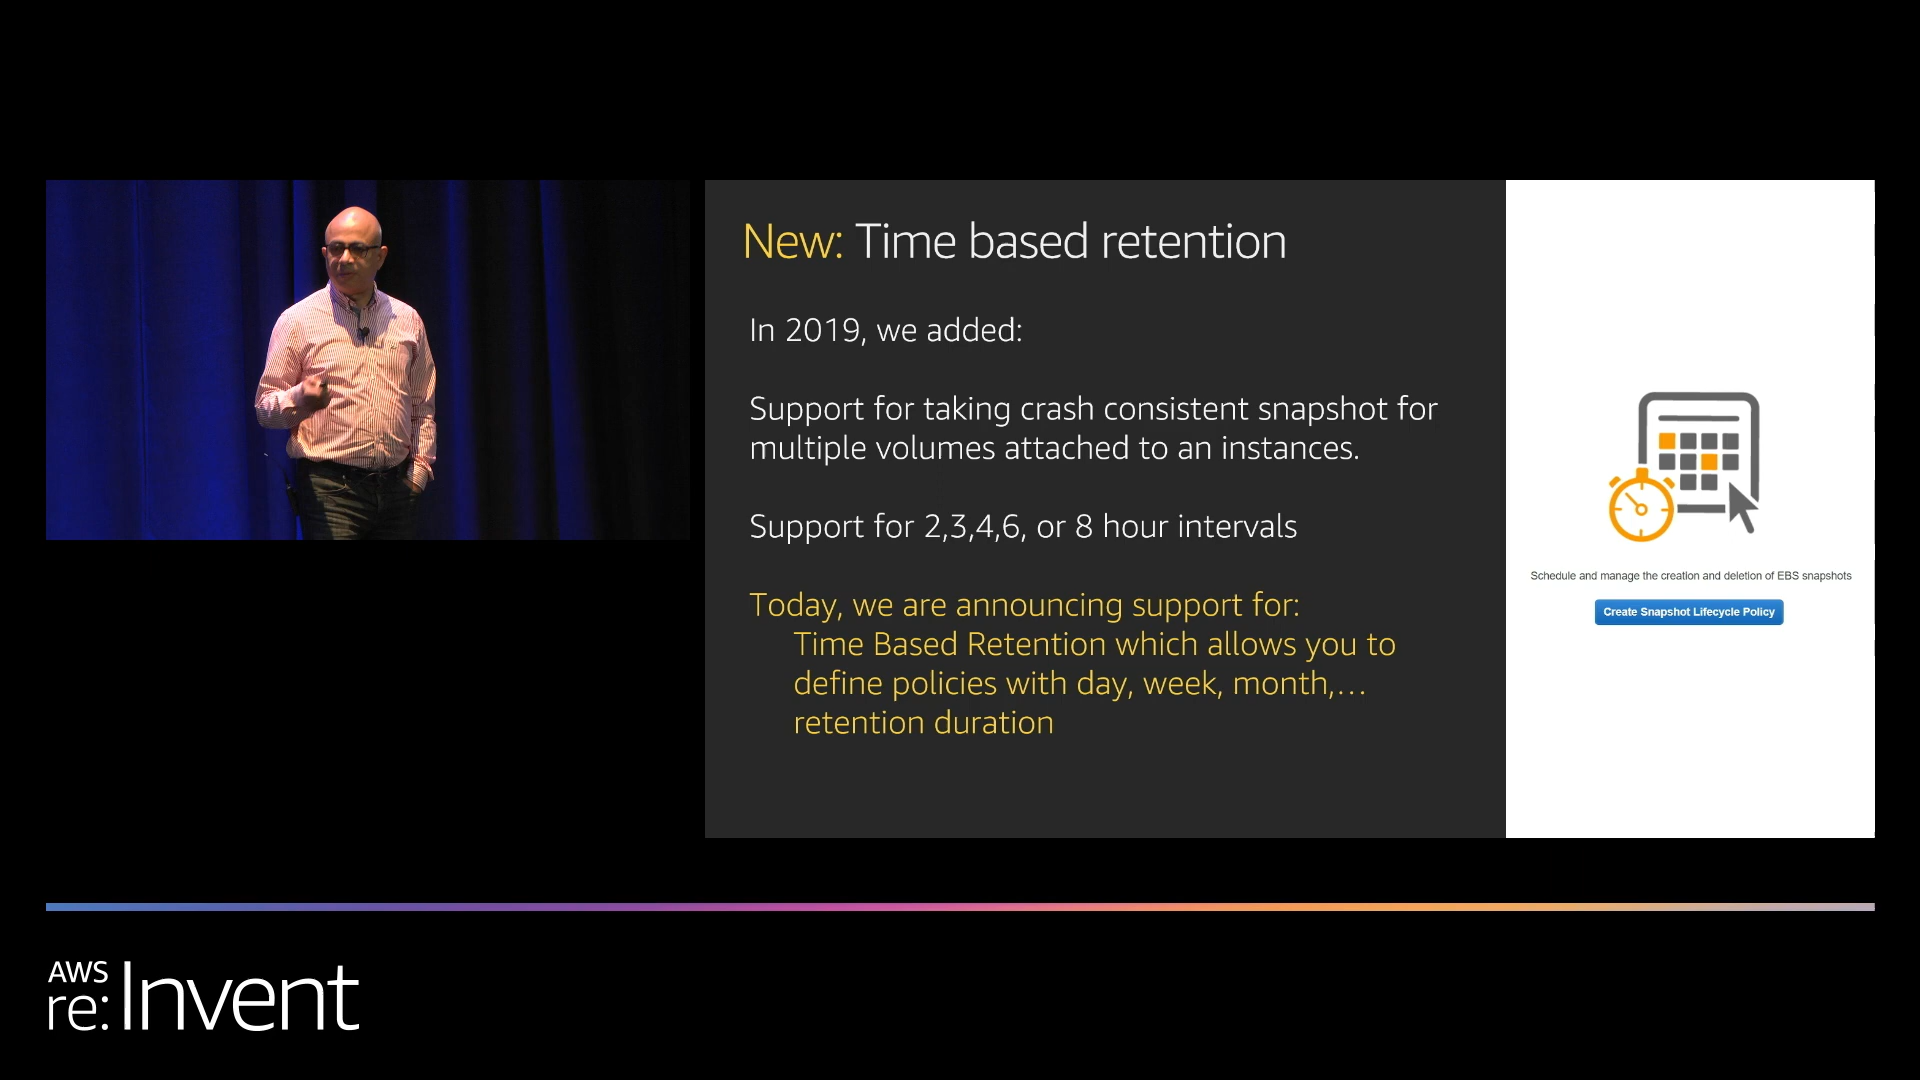 New: Time based retention
In 2019, we added:
Support for taking crash consistent snapshot for
multiple volumes attached to an instances.
Support for 2,3,4,6, or 8 hour intervals
Today, we are announcing support for:
Time Based Retention which allows you to
define policies with day, week, month,...
retention duration
Schedule and manage the creation and deletion of EBS snapshots
Create Snapshot Lifecycle Policy
AWS
re:Invent